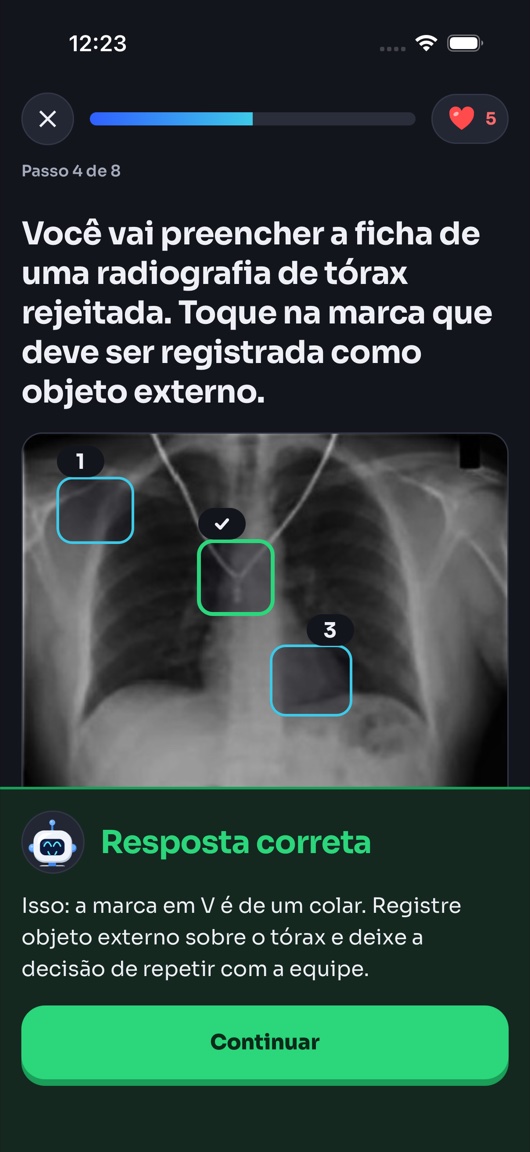 12:23
5
Passo 4 de 8
Você vai preencher a ficha de
uma radiografia de tórax
rejeitada. Toque na marca que
deve ser registrada como
objeto externo.
1
3
Resposta correta
Isso: a marca em V é de um colar. Registre
objeto externo sobre o tórax e deixe a
decisão de repetir com a equipe.
Continuar